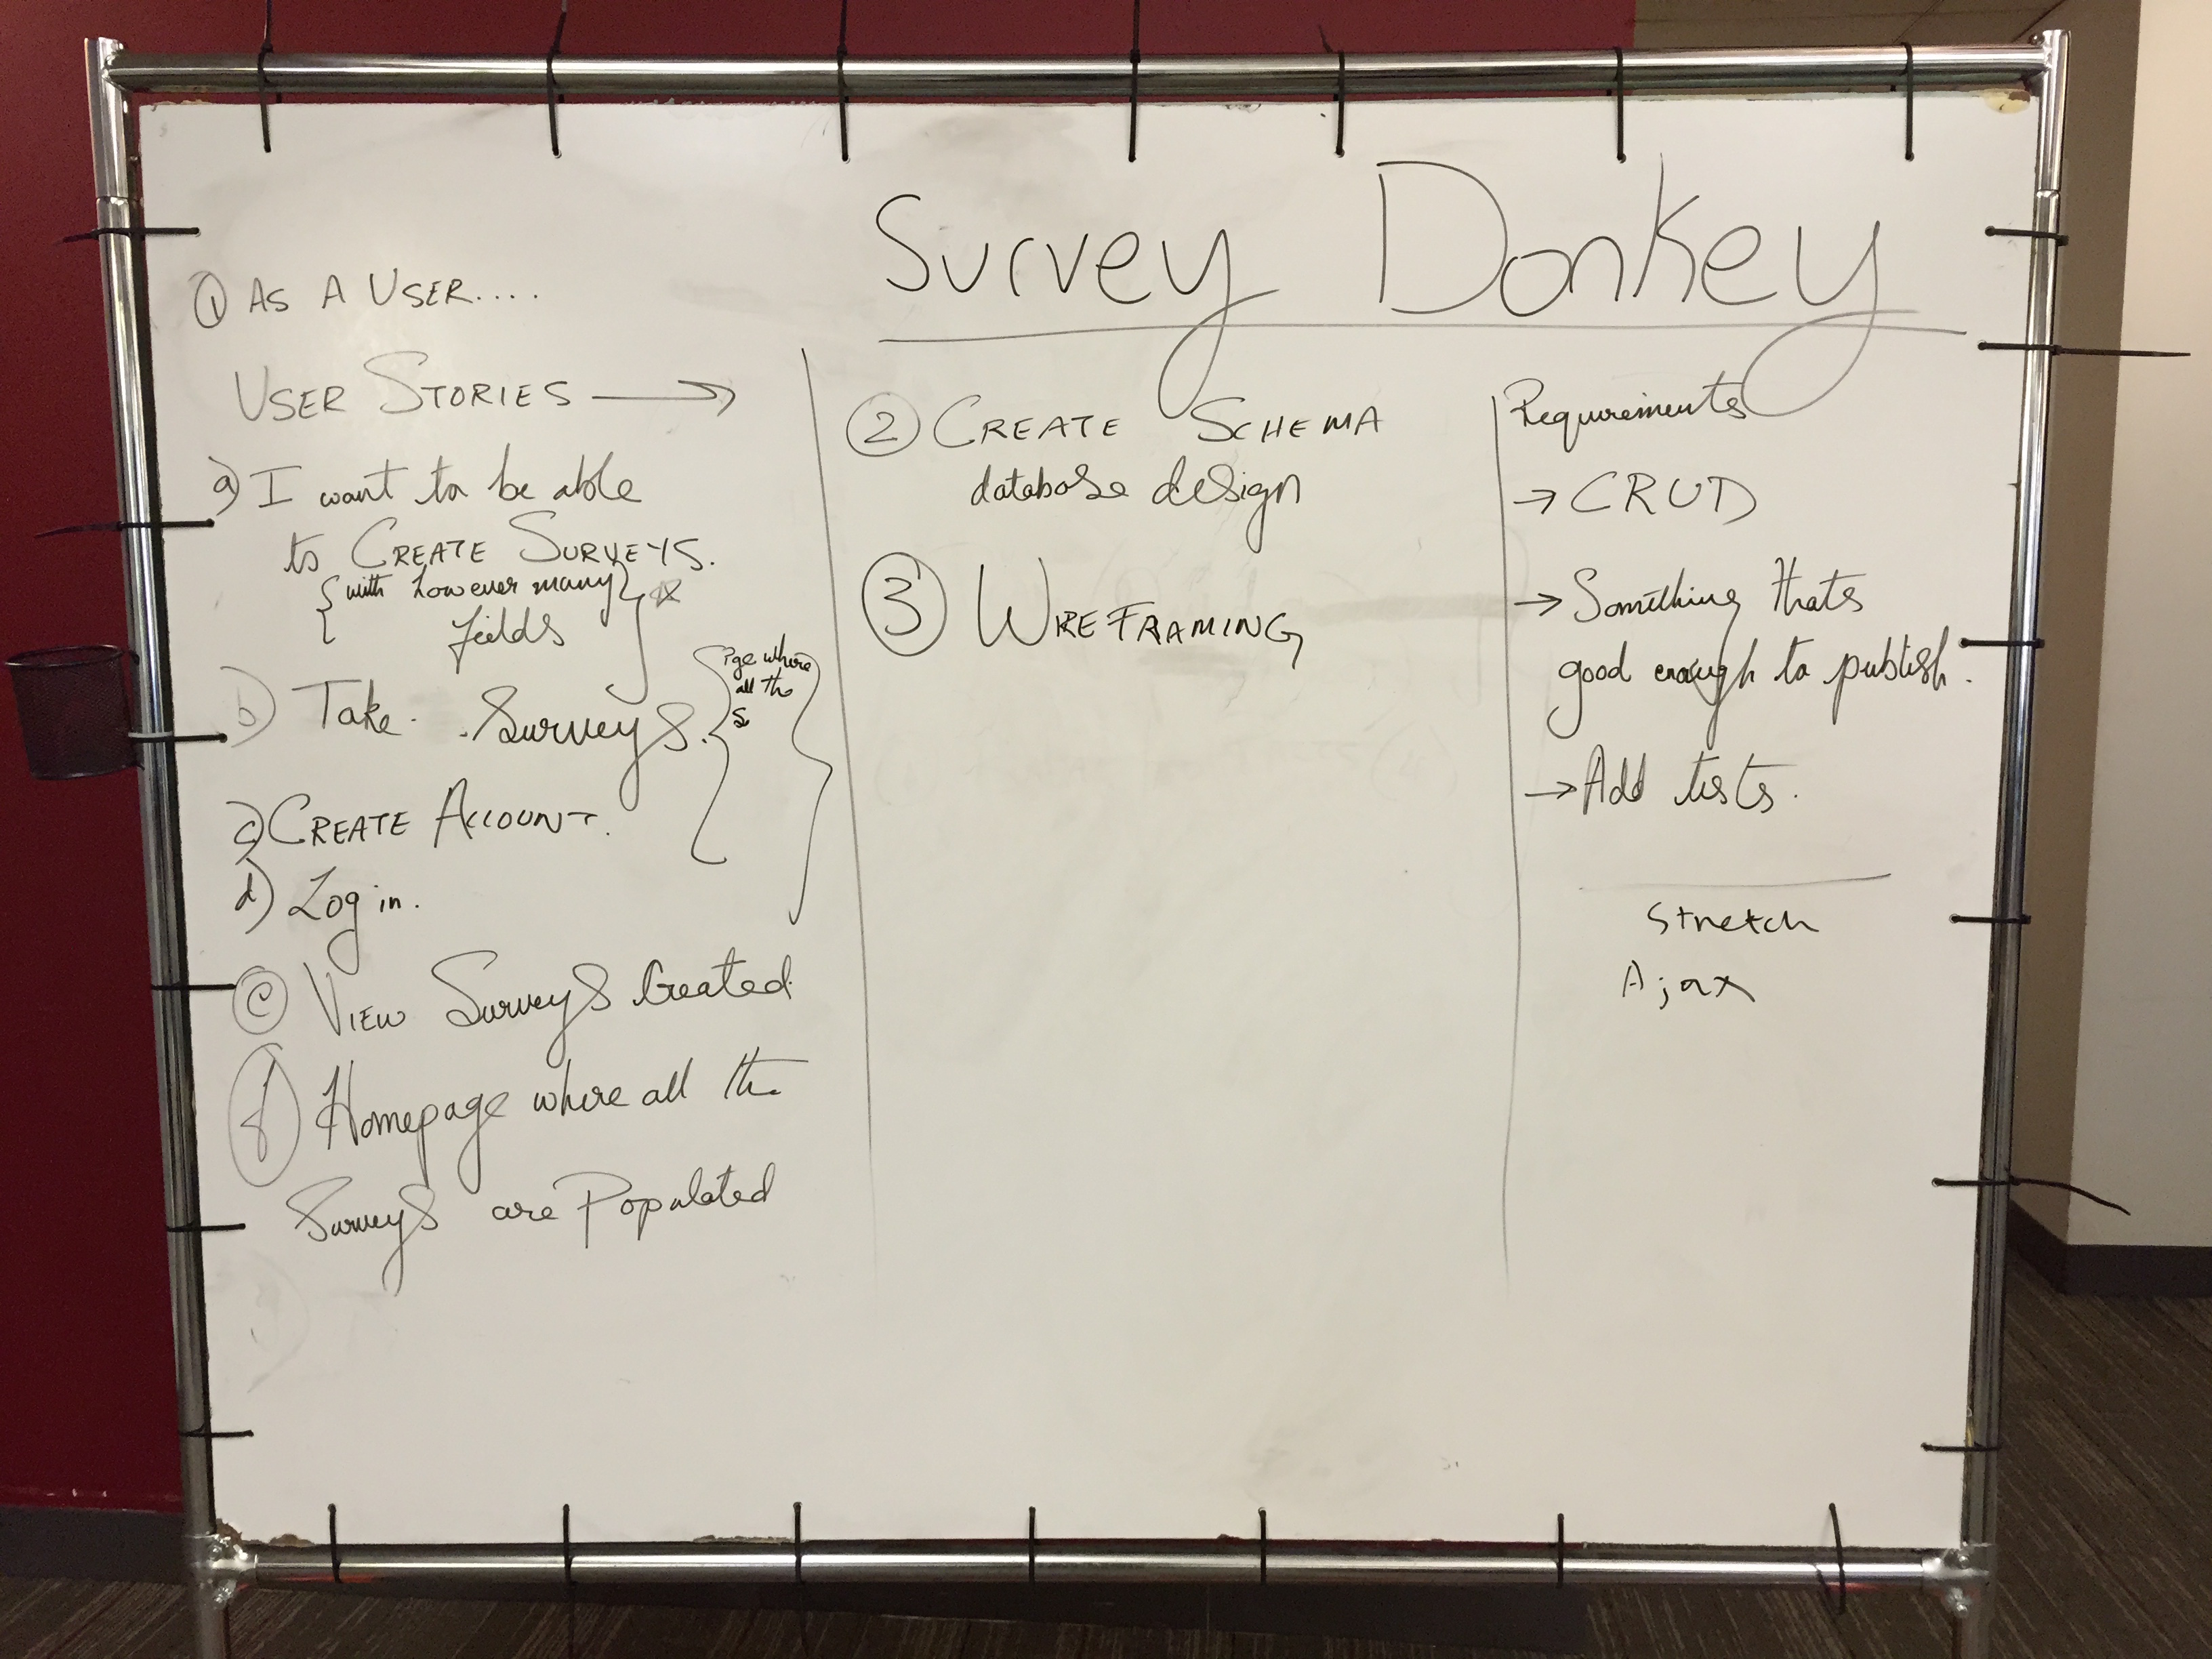 Survey Donkey
① As A User....
User Stories →
a) I want to be able
to Create Surveys.
{with however many}
fields
b) Take Surveys.
{Pge where
all the
S}
c) Create Account.
d) Log in.
ⓔ View Surveys Created
ⓕ Homepage where all the
Surveys are Populated
② Create Schema
database design
③ Wireframing
Requirements
→ CRUD
→ Something thats
good enough to publish.
→ Add tests.
Stretch
Ajax